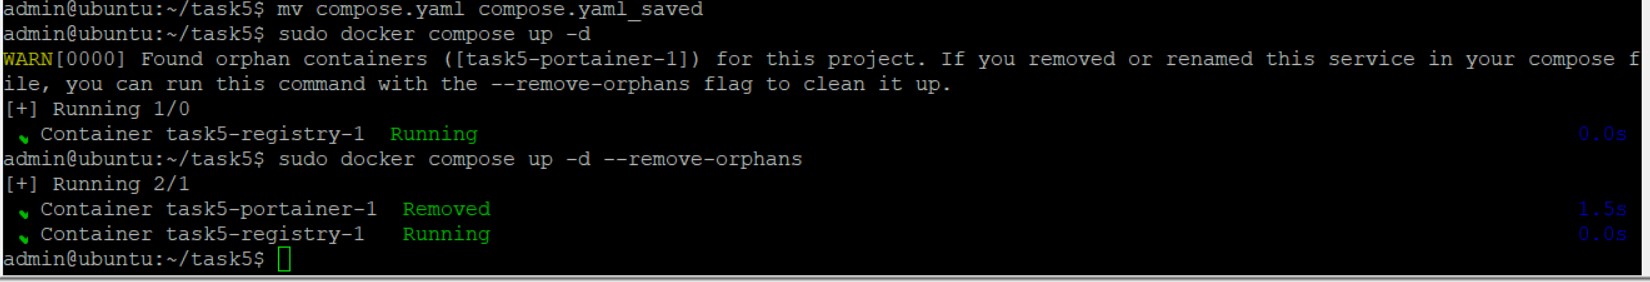 admin@ubuntu:~/task5$ mv compose.yaml compose.yaml_saved
admin@ubuntu:~/task5$ sudo docker compose up -d
WARN[0000] Found orphan containers ([task5-portainer-1]) for this project. If you removed or renamed this service in your compose f
ile, you can run this command with the --remove-orphans flag to clean it up.
[+] Running 1/0
Container task5-registry-1 Running 0.0s
admin@ubuntu:~/task5$ sudo docker compose up -d --remove-orphans
[+] Running 2/1
Container task5-portainer-1 Removed 1.5s
Container task5-registry-1 Running 0.0s
admin@ubuntu:~/task5$